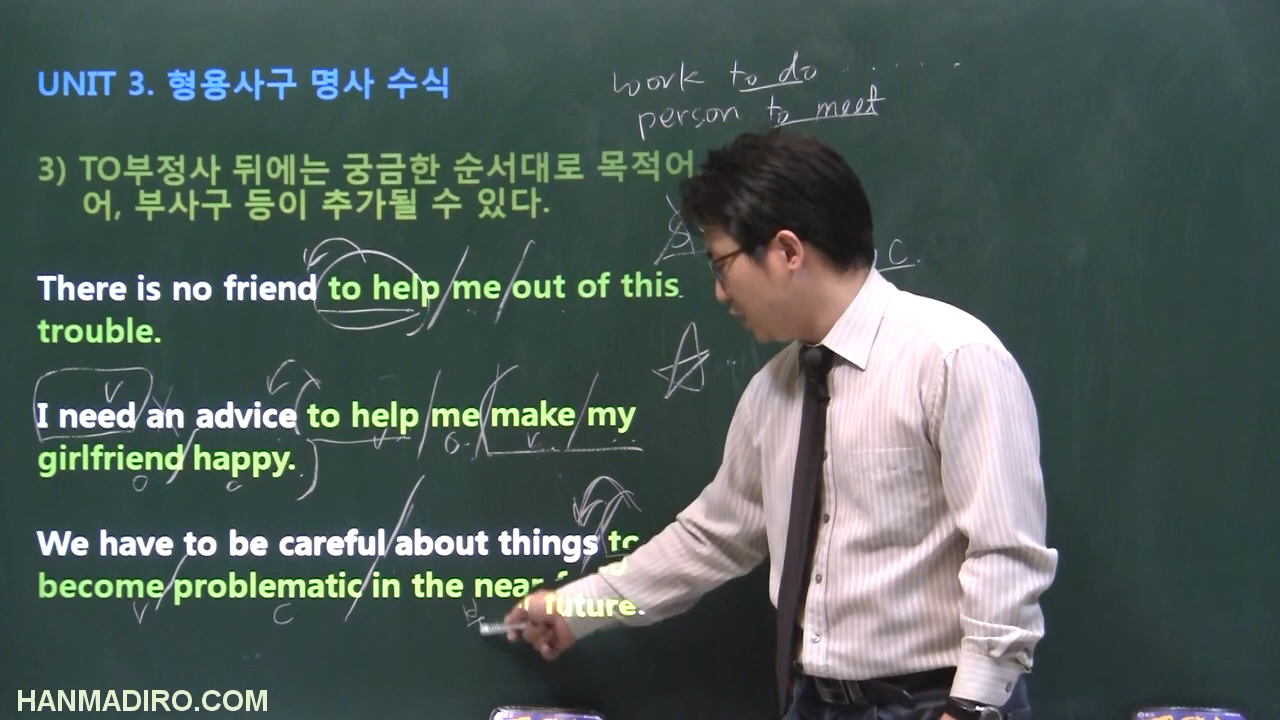 UNIT 3. 형용사구 명사 수식
work to do .......
person to meet
3) TO부정사 뒤에는 궁금한 순서대로 목적어
어, 부사구 등이 추가될 수 있다.
C.
There is no friend to help me out of this
trouble.
I need an advice to help me make my
girlfriend happy.
We have to be careful about things to
become problematic in the near future.
HANMADIRO.COM